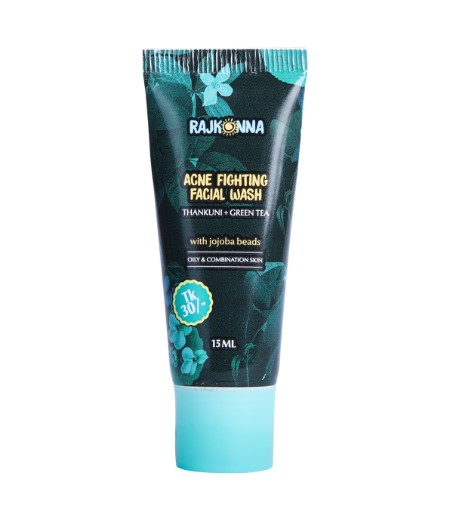 RAJKONNA
ACNE FIGHTING
FACIAL WASH
THANKUNI + GREEN TEA
with jojoba beads
OILY & COMBINATION SKIN
Tk
30/-
15 ML